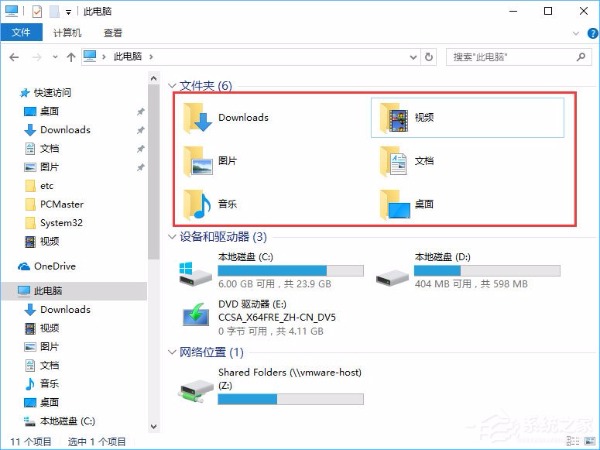 此电脑
文件 计算机 查看
此电脑
搜索"此电脑"
快速访问
桌面
Downloads
文档
图片
etc
PCMaster
System32
视频
OneDrive
此电脑
Downloads
视频
图片
文档
音乐
桌面
本地磁盘 (C:)
文件夹 (6)
Downloads
视频
图片
文档
音乐
桌面
设备和驱动器 (3)
本地磁盘 (C:)
6.00 GB 可用，共 23.9 GB
本地磁盘 (D:)
404 MB 可用，共 598 MB
DVD 驱动器 (E:)
CCSA_X64FRE_ZH-CN_DV5
0 字节 可用，共 4.11 GB
网络位置 (1)
Shared Folders (\\vmware-host)
(Z:)
11 个项目 选中 1 个项目
系统之家